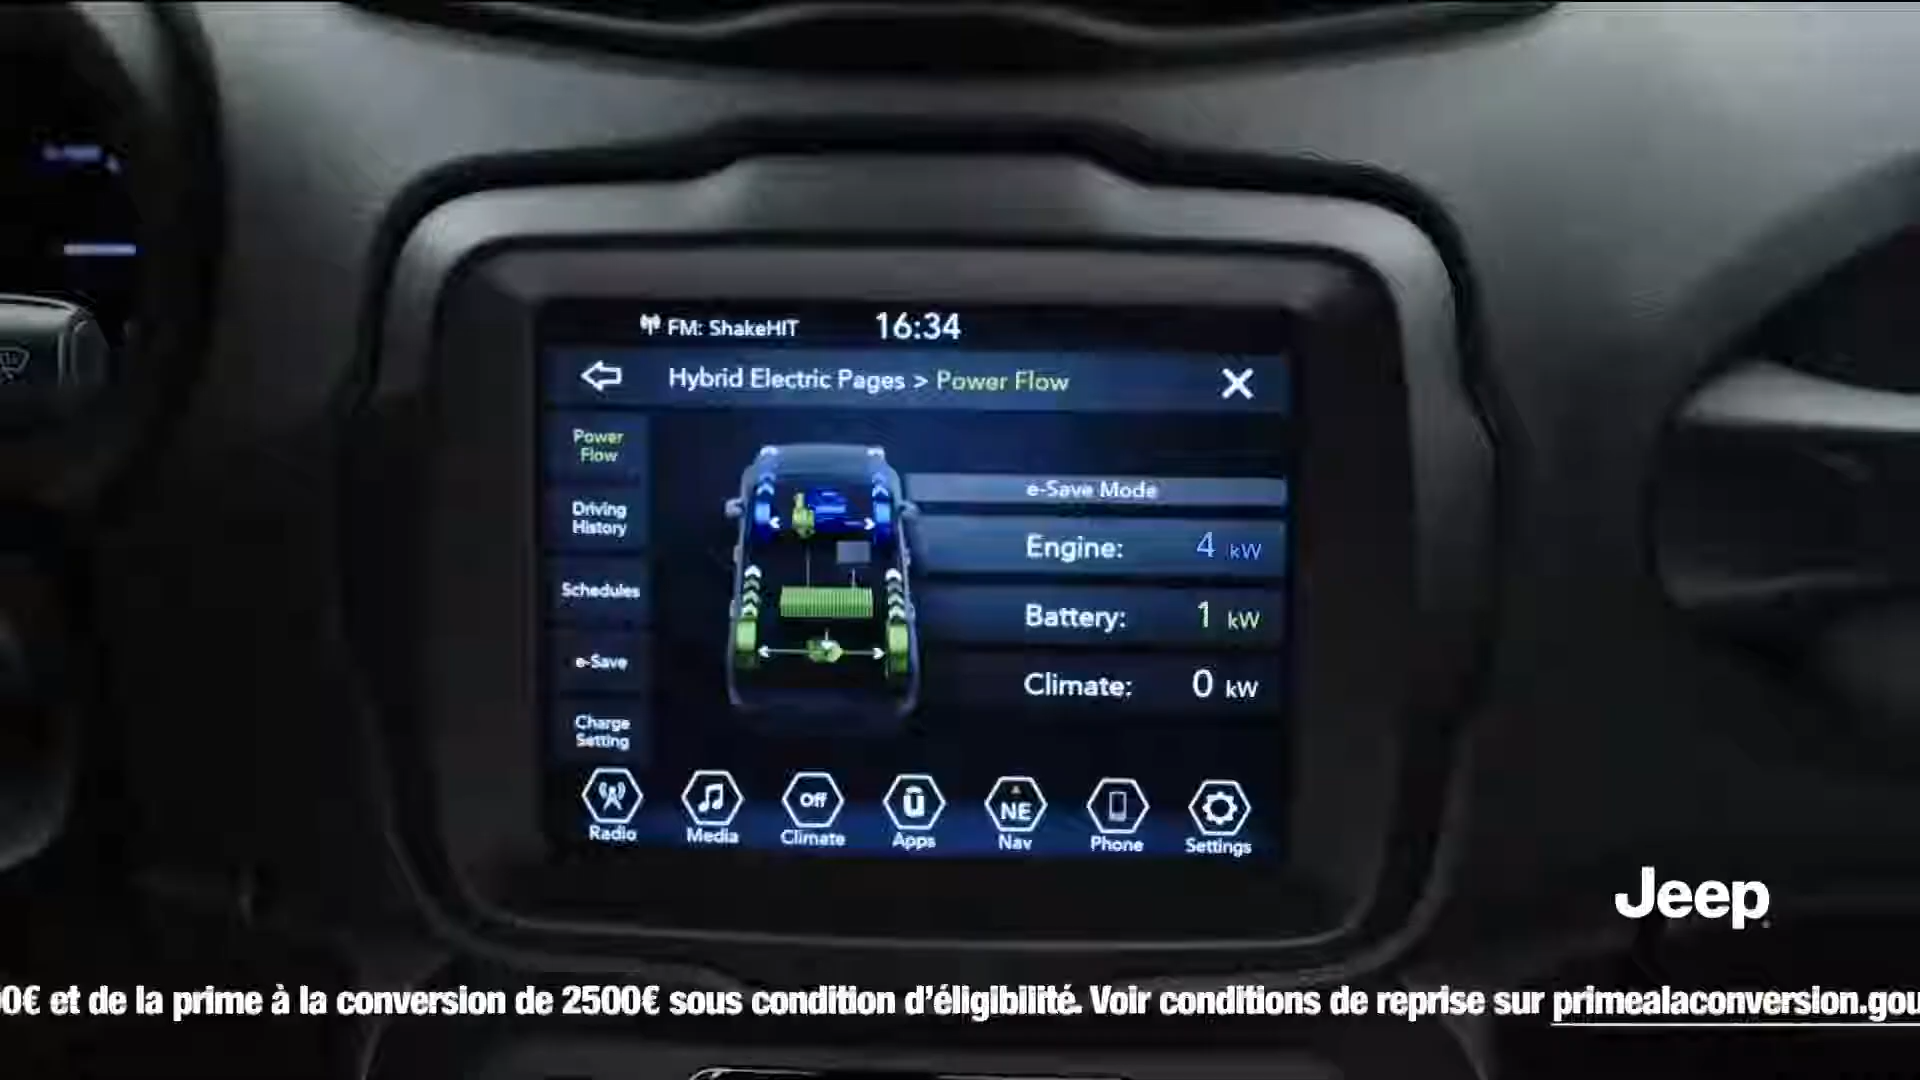 FM: ShakeHIT
16:34
Hybrid Electric Pages > Power Flow
Power
Flow
Driving
History
Schedules
e-Save
Charge
Setting
e-Save Mode
Engine: 4 kW
Battery: 1 kW
Climate: 0 kW
Off
NE
Radio
Media
Climate
Apps
Nav
Phone
Settings
Jeep
0€ et de la prime à la conversion de 2500€ sous condition d'éligibilité. Voir conditions de reprise sur primealaconversion.gou